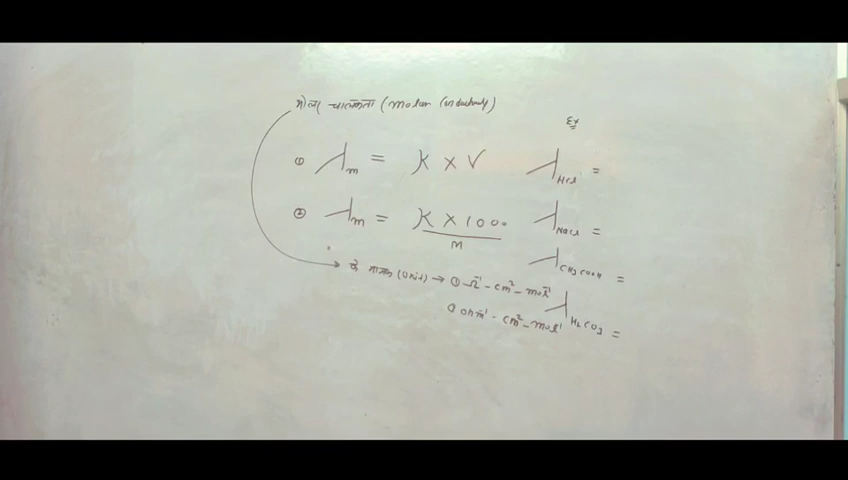 मोलर चालकता (molar Conductivity)
Ex
① λm = K × V
λHCl =
② λm = K × 1000 / M
λNaCl =
λCH3COOH =
के मात्रक (Unit) → ① Ω⁻¹ - cm² - mol⁻¹
λH2CO3 =
② ohm⁻¹ - cm² - mol⁻¹